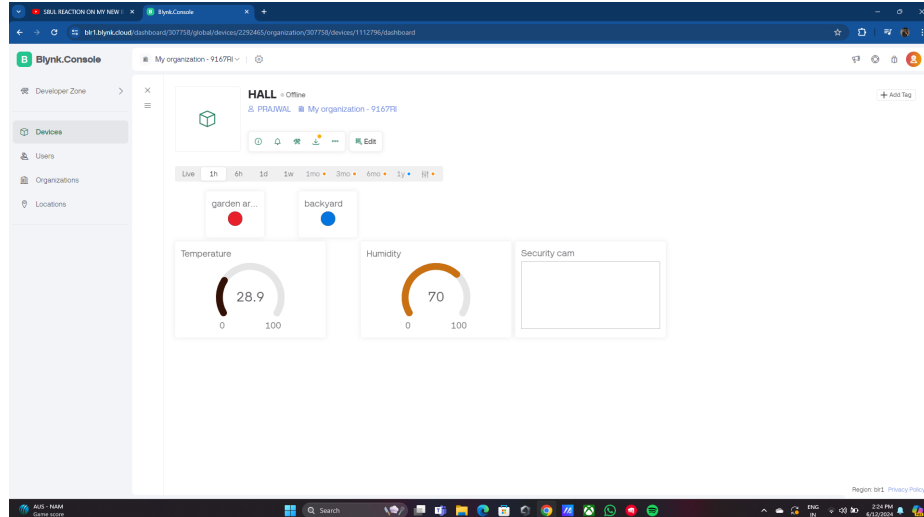 SBUL REACTION ON MY NEW
Blynk.Console
blr1.blynk.cloud/dashboard/307758/global/devices/2292465/organization/307758/devices/1112796/dashboard
Blynk.Console
My organization - 9167RI
Developer Zone
Devices
Users
Organizations
Locations
HALL
Offline
PRAJWAL
My organization - 9167RI
Edit
+ Add Tag
Live 1h 6h 1d 1w 1mo 3mo 6mo 1y
garden ar...
backyard
Temperature
28.9
0 100
Humidity
70
0 100
Security cam
Region: blr1 Privacy Policy
AUS - NAM
Game score
Search
ENG
IN
2:24 PM
6/12/2024